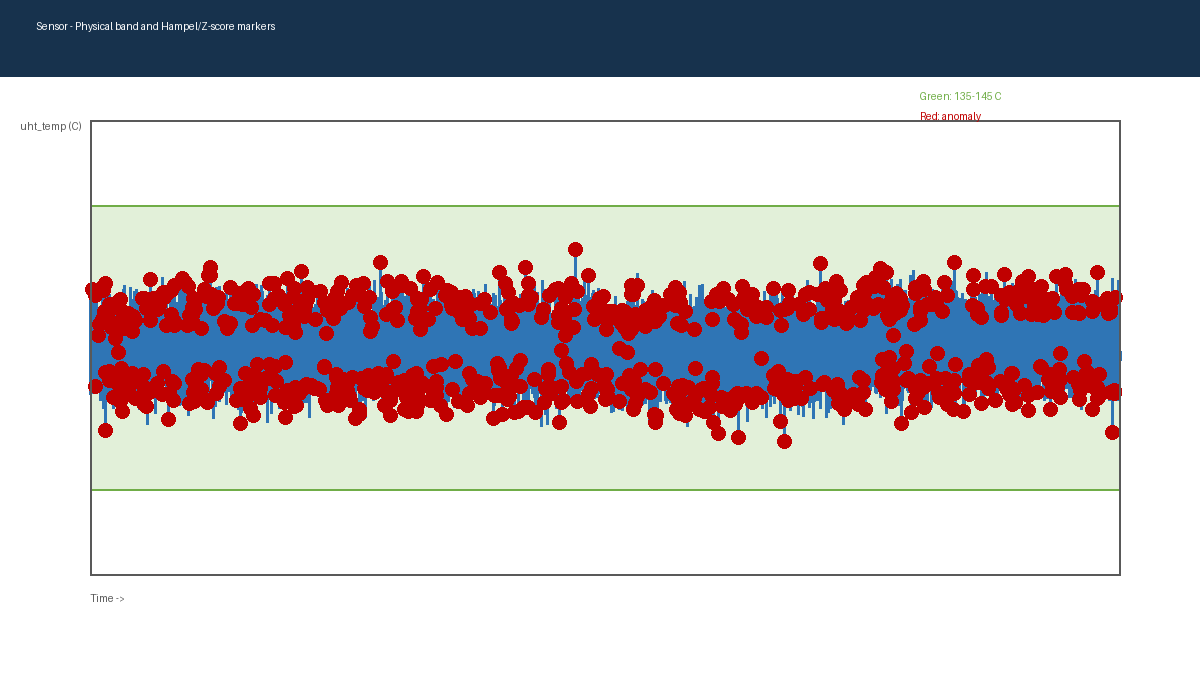 Sensor - Physical band and Hampel/Z-score markers
Green: 135-145 C
Red: anomaly
uht_temp (C)
Time ->